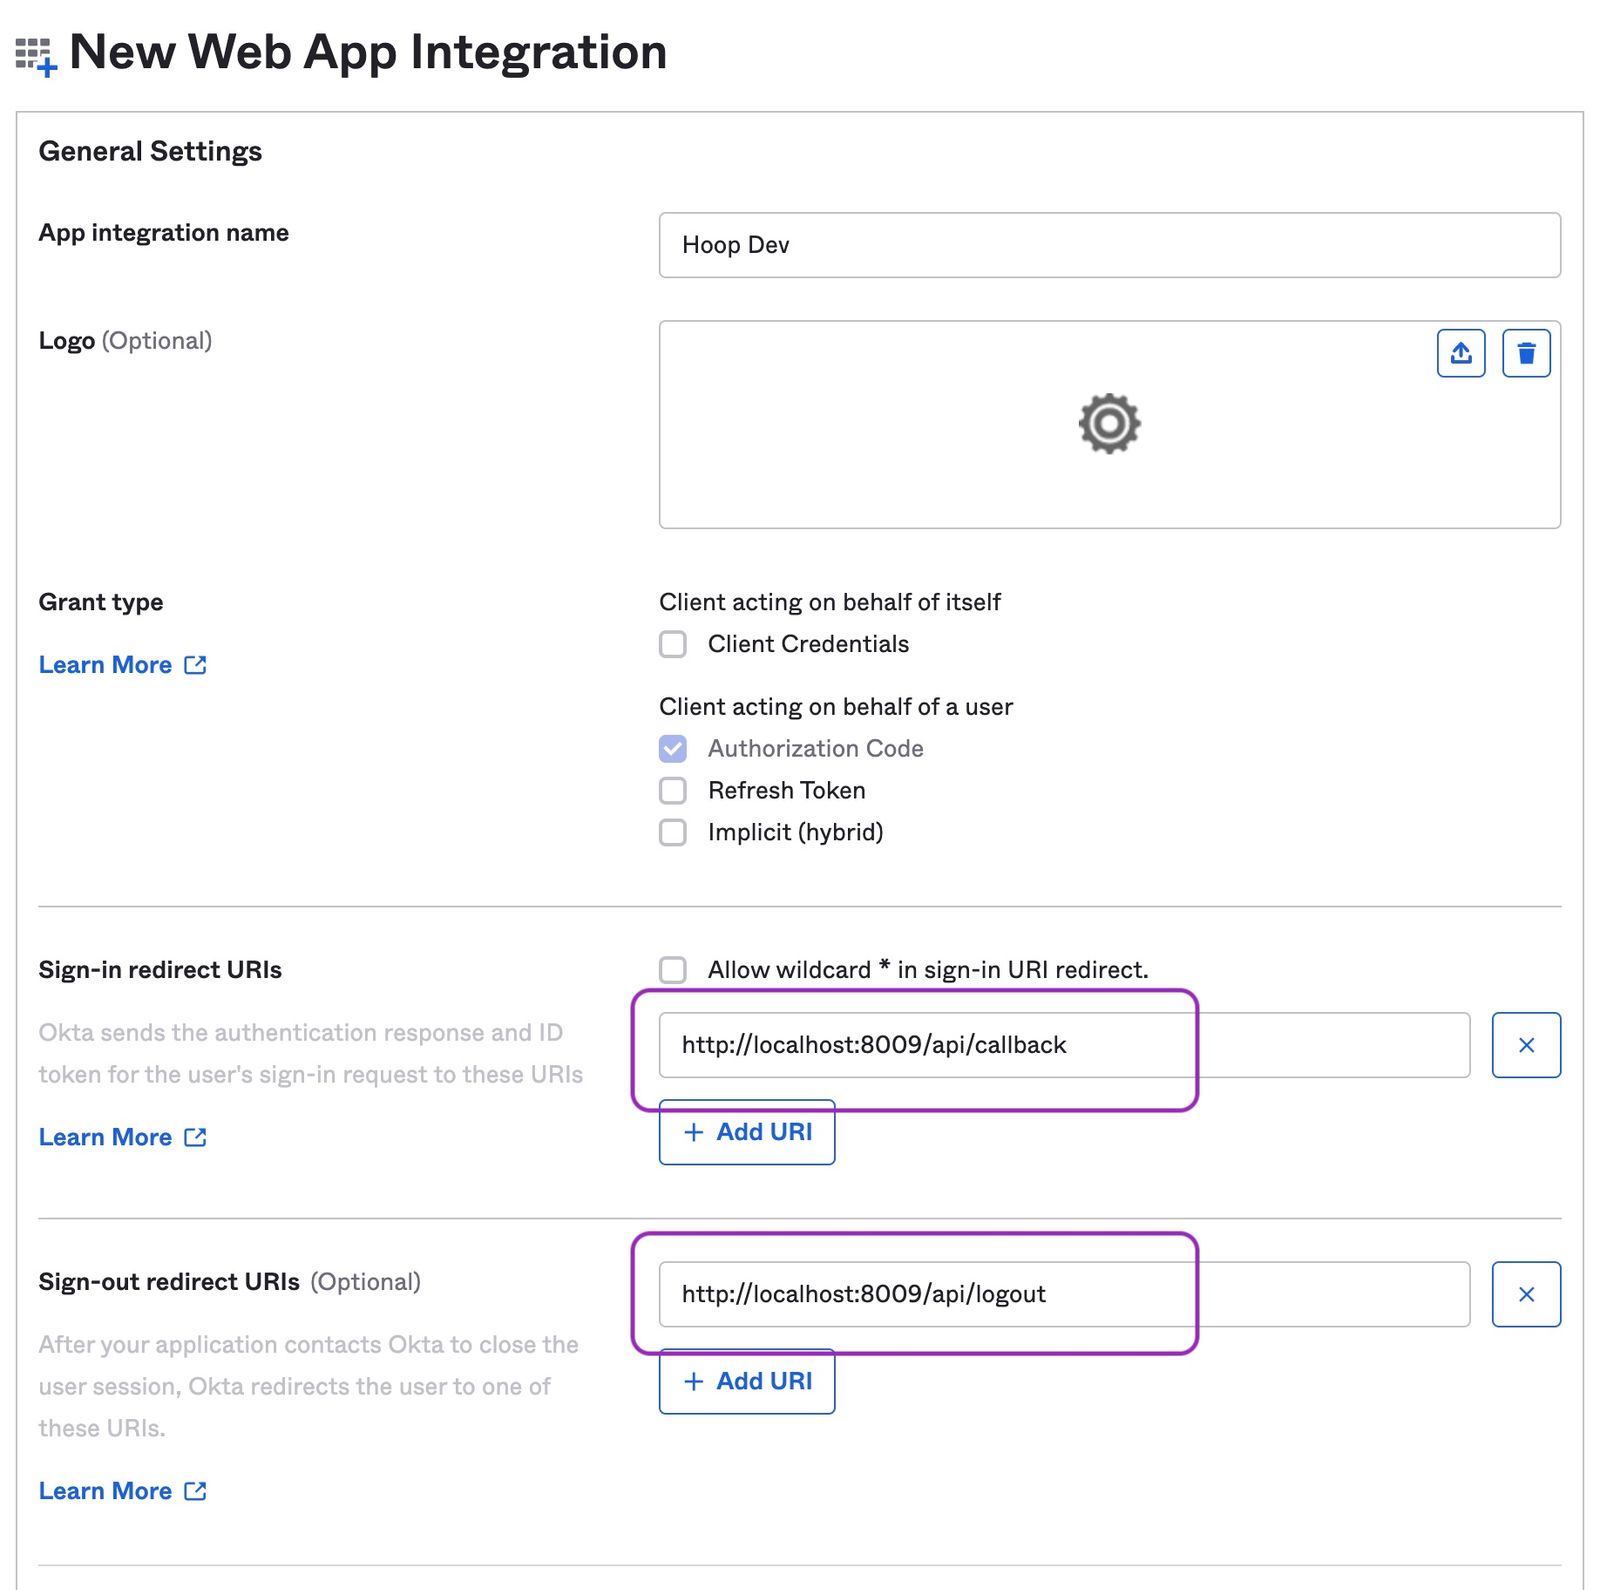 New Web App Integration
General Settings
App integration name
Hoop Dev
Logo (Optional)
Grant type
Learn More
Client acting on behalf of itself
Client Credentials
Client acting on behalf of a user
Authorization Code
Refresh Token
Implicit (hybrid)
Sign-in redirect URIs
Okta sends the authentication response and ID
token for the user's sign-in request to these URIs
Learn More
Allow wildcard * in sign-in URI redirect.
http://localhost:8009/api/callback
+ Add URI
Sign-out redirect URIs (Optional)
After your application contacts Okta to close the
user session, Okta redirects the user to one of
these URIs.
Learn More
http://localhost:8009/api/logout
+ Add URI